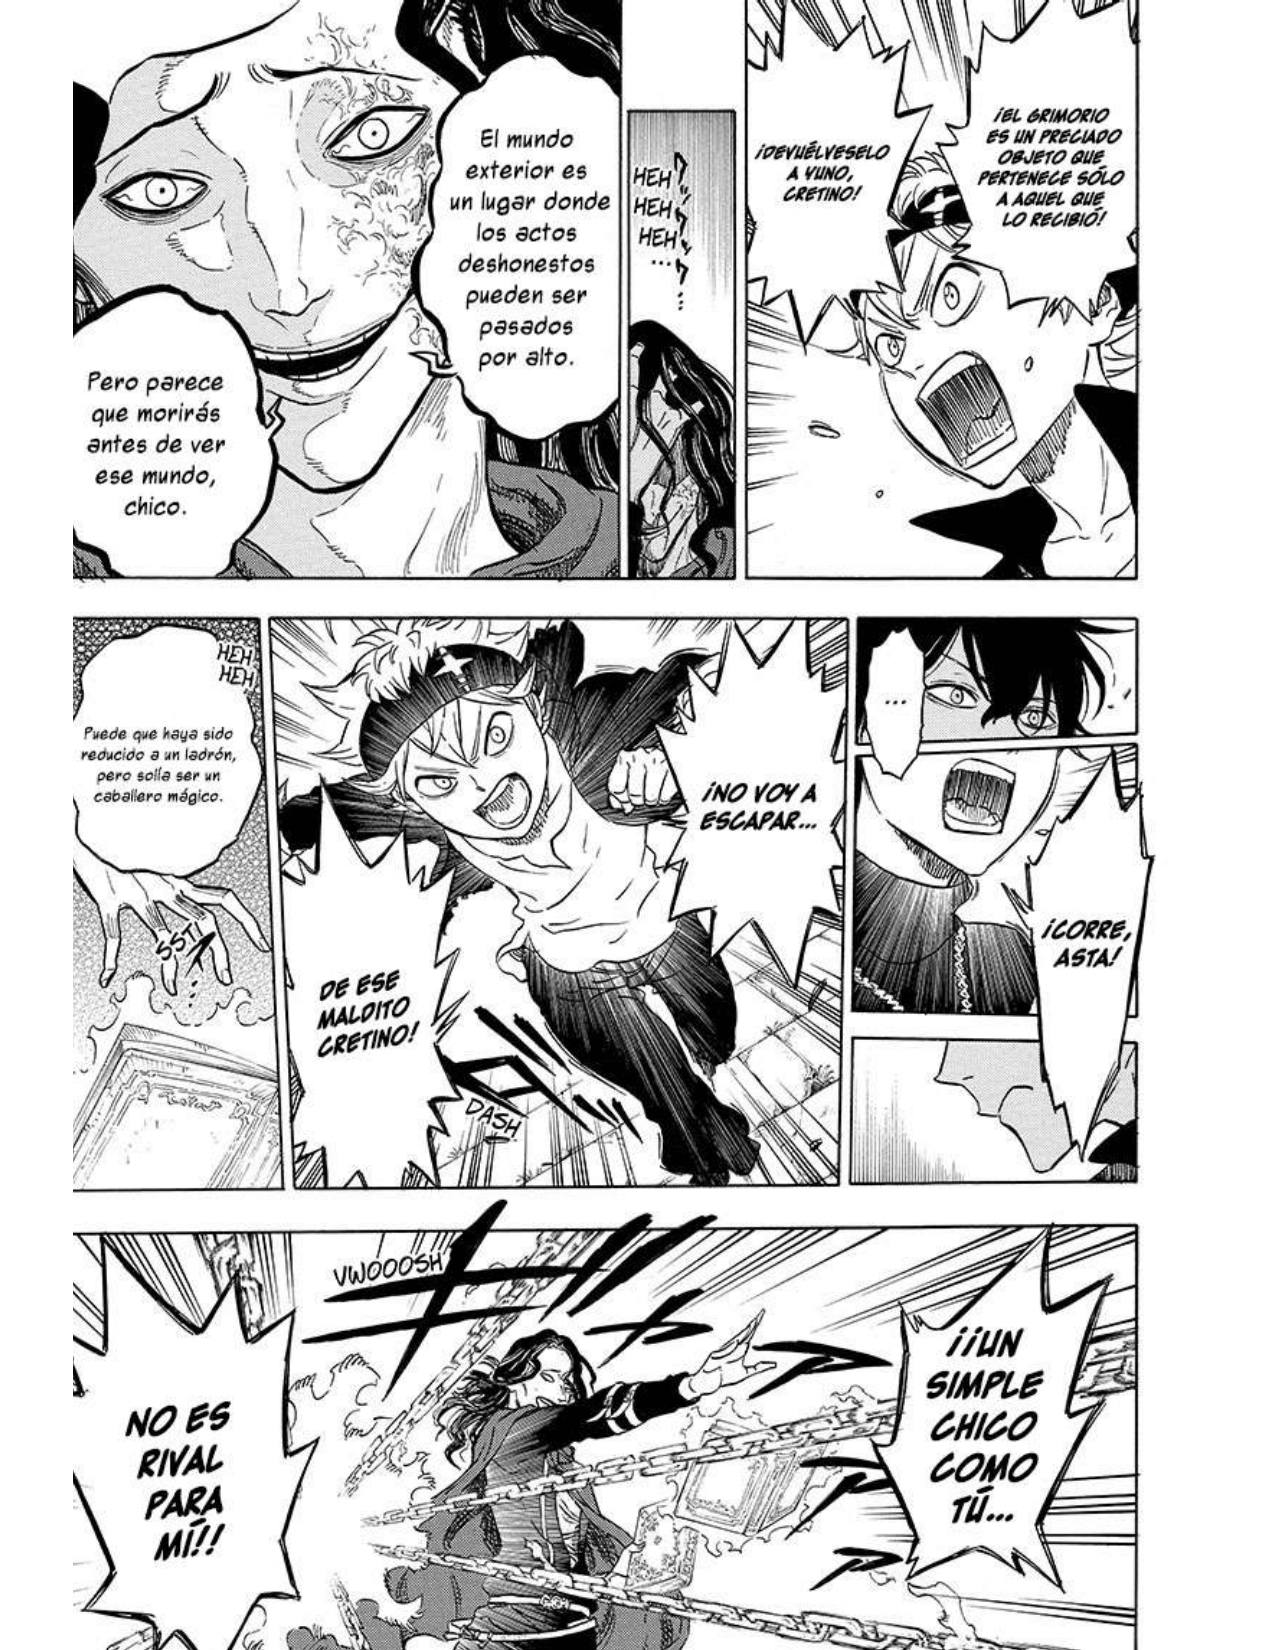 ¡EL GRIMORIO
ES UN PRECIADO
OBJETO QUE
PERTENECE SÓLO
A AQUEL QUE
LO RECIBIÓ!
¡DEVUÉLVESELO
A YUNO,
CRETINO!
HEH
HEH
HEH
...
El mundo
exterior es
un lugar donde
los actos
deshonestos
pueden ser
pasados
por alto.
Pero parece
que morirás
antes de ver
ese mundo,
chico.
...
¡CORRE,
ASTA!
¡NO VOY A
ESCAPAR...
DE ESE
MALDITO
CRETINO!
DASH
HEH
HEH
Puede que haya sido
reducido a un ladrón,
pero solía ser un
caballero mágico.
SST
VWOOOSH
¡¡UN
SIMPLE
CHICO
COMO
TÚ...
NO ES
RIVAL
PARA
MÍ!!